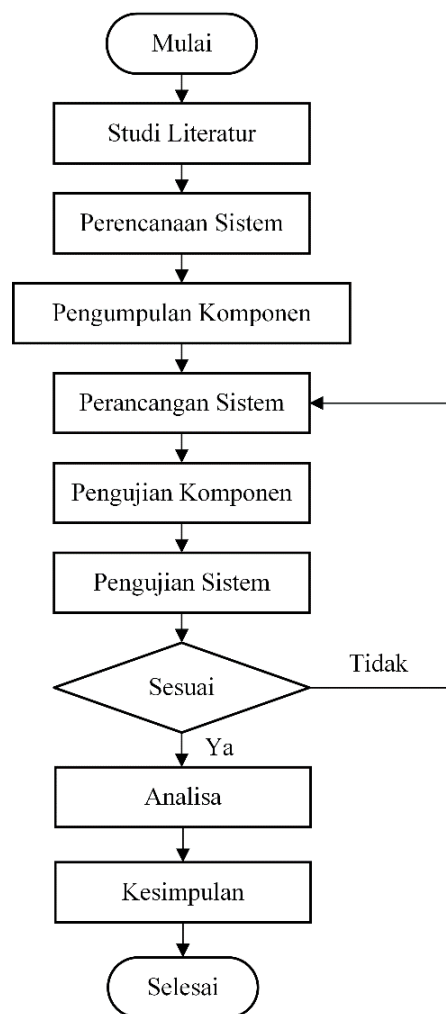 Mulai
Studi Literatur
Perencanaan Sistem
Pengumpulan Komponen
Perancangan Sistem
Pengujian Komponen
Pengujian Sistem
Sesuai
Tidak
Ya
Analisa
Kesimpulan
Selesai